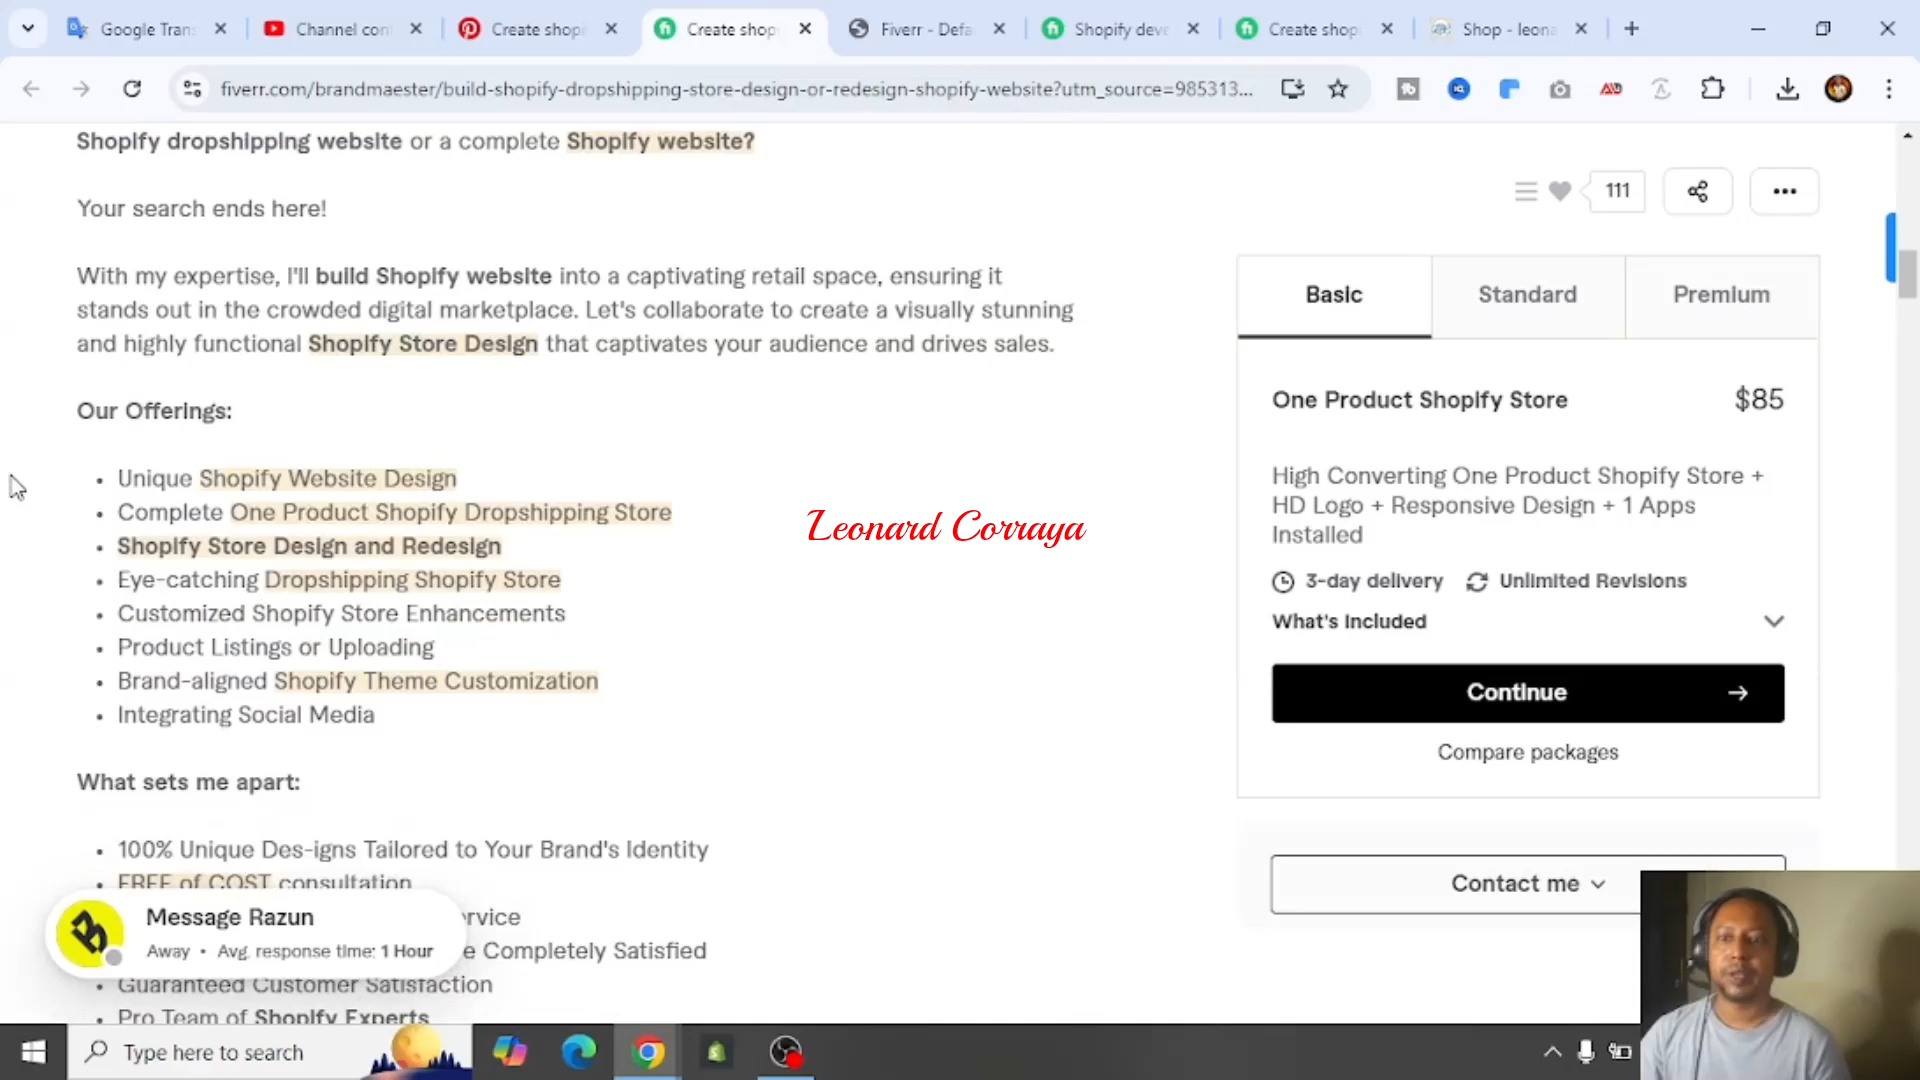 Google Tran
Channel con
Create shopi
Create shop
Fiverr - Defa
Shopify deve
Create shop
Shop - leona
fiverr.com/brandmaester/build-shopify-dropshipping-store-design-or-redesign-shopify-website?utm_source=985313...
Shopify dropshipping website or a complete Shopify website?
Your search ends here!
With my expertise, I'll build Shopify website into a captivating retail space, ensuring it
stands out in the crowded digital marketplace. Let's collaborate to create a visually stunning
and highly functional Shopify Store Design that captivates your audience and drives sales.
Our Offerings:
• Unique Shopify Website Design
• Complete One Product Shopify Dropshipping Store
• Shopify Store Design and Redesign
• Eye-catching Dropshipping Shopify Store
• Customized Shopify Store Enhancements
• Product Listings or Uploading
• Brand-aligned Shopify Theme Customization
• Integrating Social Media
What sets me apart:
• 100% Unique Des-igns Tailored to Your Brand's Identity
• FREE of COST consultation
rvice
e Completely Satisfied
• Guaranteed Customer Satisfaction
• Pro Team of Shopify Experts
Message Razun
Away • Avg. response time: 1 Hour
Leonard Corraya
111
Basic
Standard
Premium
One Product Shopify Store
$85
High Converting One Product Shopify Store +
HD Logo + Responsive Design + 1 Apps
Installed
3-day delivery
Unlimited Revisions
What's Included
Continue
Compare packages
Contact me
Type here to search